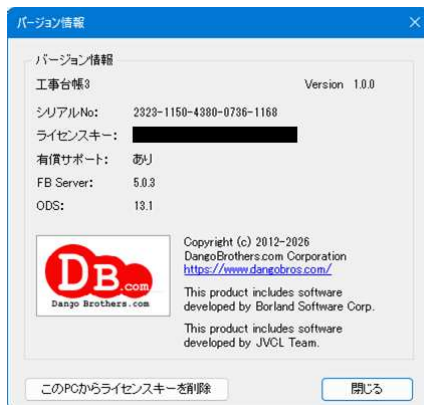 バージョン情報
バージョン情報
工事台帳3 Version 1.0.0
シリアルNo: 2323-1150-4380-0736-1168
ライセンスキー:
有償サポート: あり
FB Server: 5.0.3
ODS: 13.1
DB.com
Dango Brothers.com
Copyright (c) 2012-2026
DangoBrothers.com Corporation
https://www.dangobros.com/
This product includes software
developed by Borland Software Corp.
This product includes software
developed by JVCL Team.
このPCからライセンスキーを削除 閉じる